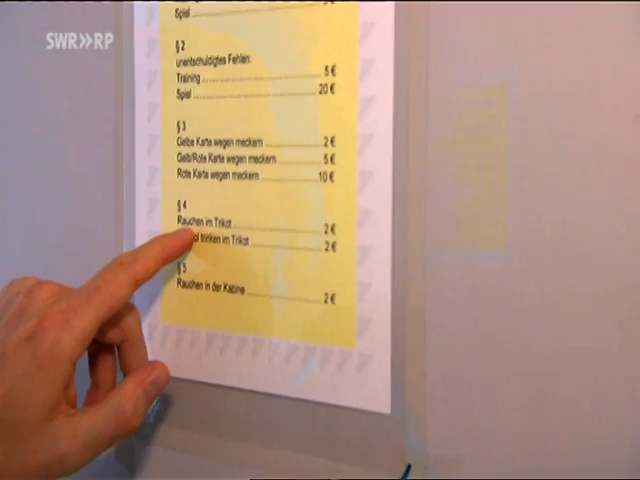 SWR»RP
Spiel
§ 2
unentschuldigtes Fehlen:
Training 5 €
Spiel 20 €
§ 3
Gelbe Karte wegen meckern 2 €
Gelb/Rote Karte wegen meckern 5 €
Rote Karte wegen meckern 10 €
§ 4
Rauchen im Trikot 2 €
ol trinken im Trikot 2 €
§ 5
Rauchen in der Kabine 2 €